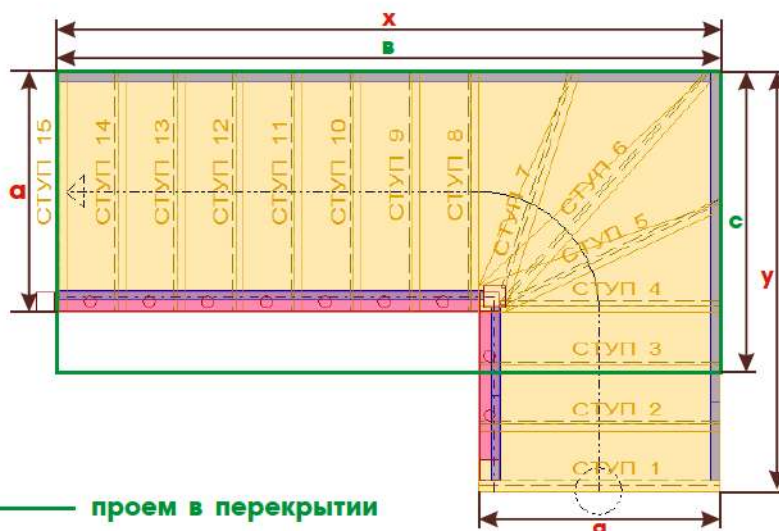 х
в
СТУП 15
СТУП 14
СТУП 13
СТУП 12
СТУП 11
СТУП 10
СТУП 9
СТУП 8
СТУП 7
СТУП 6
СТУП 5
СТУП 4
СТУП 3
СТУП 2
СТУП 1
а
с
у
проем в перекрытии